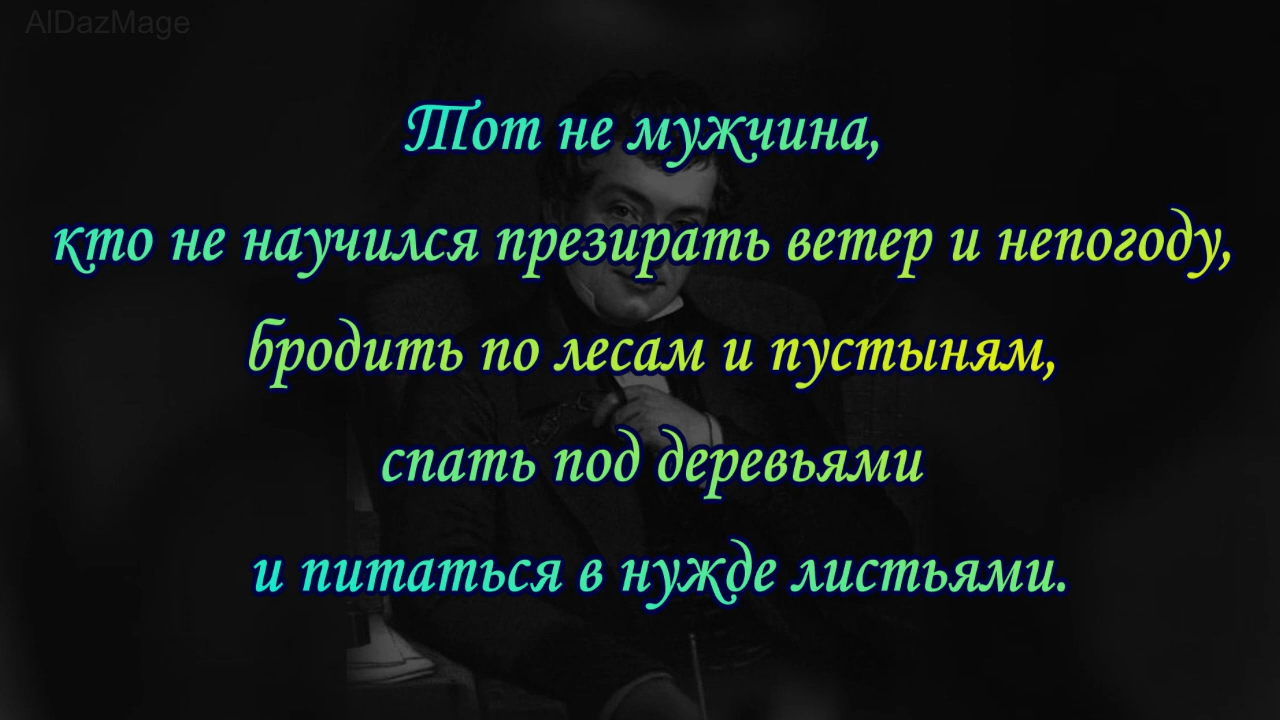 AlDazMage
Тот не мужчина,
кто не научился презирать ветер и непогоду,
бродить по лесам и пустыням,
спать под деревьями
и питаться в нужде листьями.